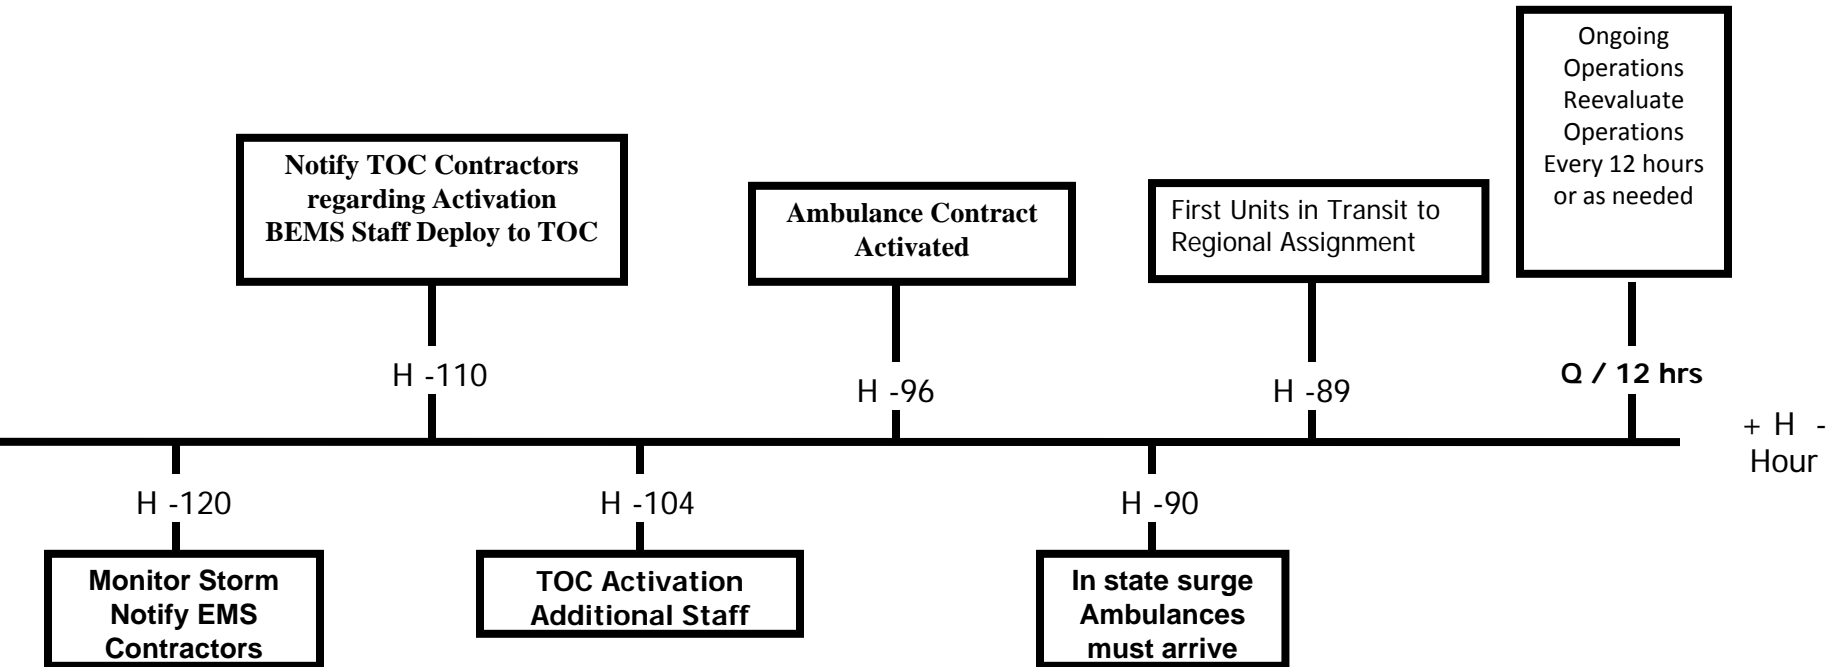 Ongoing
Operations
Reevaluate
Operations
Every 12 hours
or as needed
Notify TOC Contractors
regarding Activation
BEMS Staff Deploy to TOC
Ambulance Contract
Activated
First Units in Transit to
Regional Assignment
H -110
H -96
H -89
Q / 12 hrs
+ H -
Hour
H -120
H -104
H -90
Monitor Storm
Notify EMS
Contractors
TOC Activation
Additional Staff
In state surge
Ambulances
must arrive